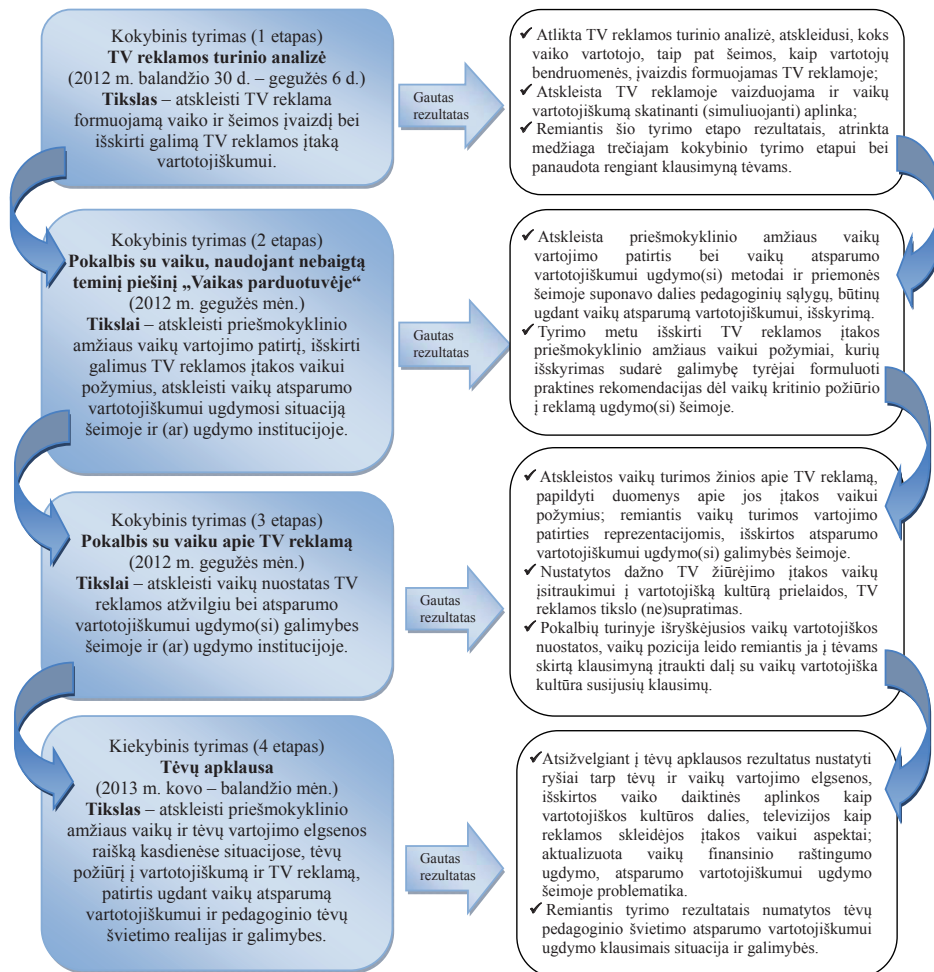 Kokybinis tyrimas (1 etapas)
TV reklamos turinio analizė
(2012 m. balandžio 30 d. – gegužės 6 d.)
Tikslas – atskleisti TV reklama
formuojamą vaiko ir šeimos įvaizdį bei
išskirti galimą TV reklamos įtaką
vartotojiškumui.
Gautas
rezultatas
✓ Atlikta TV reklamos turinio analizė, atskleidusi, koks
vaiko vartotojo, taip pat šeimos, kaip vartotojų
bendruomenės, įvaizdis formuojamas TV reklamoje;
✓ Atskleista TV reklamoje vaizduojama ir vaikų
vartotojiškumą skatinanti (simuliuojanti) aplinka;
✓ Remiantis šio tyrimo etapo rezultatais, atrinkta
medžiaga trečiajam kokybinio tyrimo etapui bei
panaudota rengiant klausimyną tėvams.
Kokybinis tyrimas (2 etapas)
Pokalbis su vaiku, naudojant nebaigtą
teminį piešinį „Vaikas parduotuvėje“
(2012 m. gegužės mėn.)
Tikslai – atskleisti priešmokyklinio
amžiaus vaikų vartojimo patirtį, išskirti
galimus TV reklamos įtakos vaikui
požymius, atskleisti vaikų atsparumo
vartotojiškumui ugdymosi situaciją
šeimoje ir (ar) ugdymo institucijoje.
Gautas
rezultatas
✓ Atskleista priešmokyklinio amžiaus vaikų
vartojimo patirtis bei vaikų atsparumo
vartotojiškumui ugdymo(si) metodai ir priemonės
šeimoje suponavo dalies pedagoginių sąlygų, būtinų
ugdant vaikų atsparumą vartotojiškumui, išskyrimą.
✓ Tyrimo metu išskirti TV reklamos įtakos
priešmokyklinio amžiaus vaikui požymiai, kurių
išskyrimas sudarė galimybę tyrėjai formuluoti
praktines rekomendacijas dėl vaikų kritinio požiūrio
į reklamą ugdymo(si) šeimoje.
Kokybinis tyrimas (3 etapas)
Pokalbis su vaiku apie TV reklamą
(2012 m. gegužės mėn.)
Tikslai – atskleisti vaikų nuostatas TV
reklamos atžvilgiu bei atsparumo
vartotojiškumui ugdymo(si) galimybes
šeimoje ir (ar) ugdymo institucijoje.
Gautas
rezultatas
✓ Atskleistos vaikų turimos žinios apie TV reklamą,
papildyti duomenys apie jos įtakos vaikui
požymius; remiantis vaikų turimos vartojimo
patirties reprezentacijomis, išskirtos atsparumo
vartotojiškumui ugdymo(si) galimybės šeimoje.
✓ Nustatytos dažno TV žiūrėjimo įtakos vaikų
įsitraukimui į vartotojišką kultūrą prielaidos, TV
reklamos tikslo (ne)supratimas.
✓ Pokalbių turinyje išryškėjusios vaikų vartotojiškos
nuostatos, vaikų pozicija leido remiantis ja į tėvams
skirtą klausimyną įtraukti dalį su vaikų vartotojiška
kultūra susijusių klausimų.
Kiekybinis tyrimas (4 etapas)
Tėvų apklausa
(2013 m. kovo – balandžio mėn.)
Tikslas – atskleisti priešmokyklinio
amžiaus vaikų ir tėvų vartojimo elgsenos
raišką kasdienėse situacijose, tėvų
požiūrį į vartotojiškumą ir TV reklamą,
patirtis ugdant vaikų atsparumą
vartotojiškumui ir pedagoginio tėvų
švietimo realijas ir galimybes.
Gautas
rezultatas
✓ Atsižvelgiant į tėvų apklausos rezultatus nustatyti
ryšiai tarp tėvų ir vaikų vartojimo elgsenos,
išskirtos vaiko daiktinės aplinkos kaip
vartotojiškos kultūros dalies, televizijos kaip
reklamos skleidėjos įtakos vaikui aspektai;
aktualizuota vaikų finansinio raštingumo
ugdymo, atsparumo vartotojiškumui ugdymo
šeimoje problematika.
✓ Remiantis tyrimo rezultatais numatytos tėvų
pedagoginio švietimo atsparumo vartotojiškumui
ugdymo klausimais situacija ir galimybės.